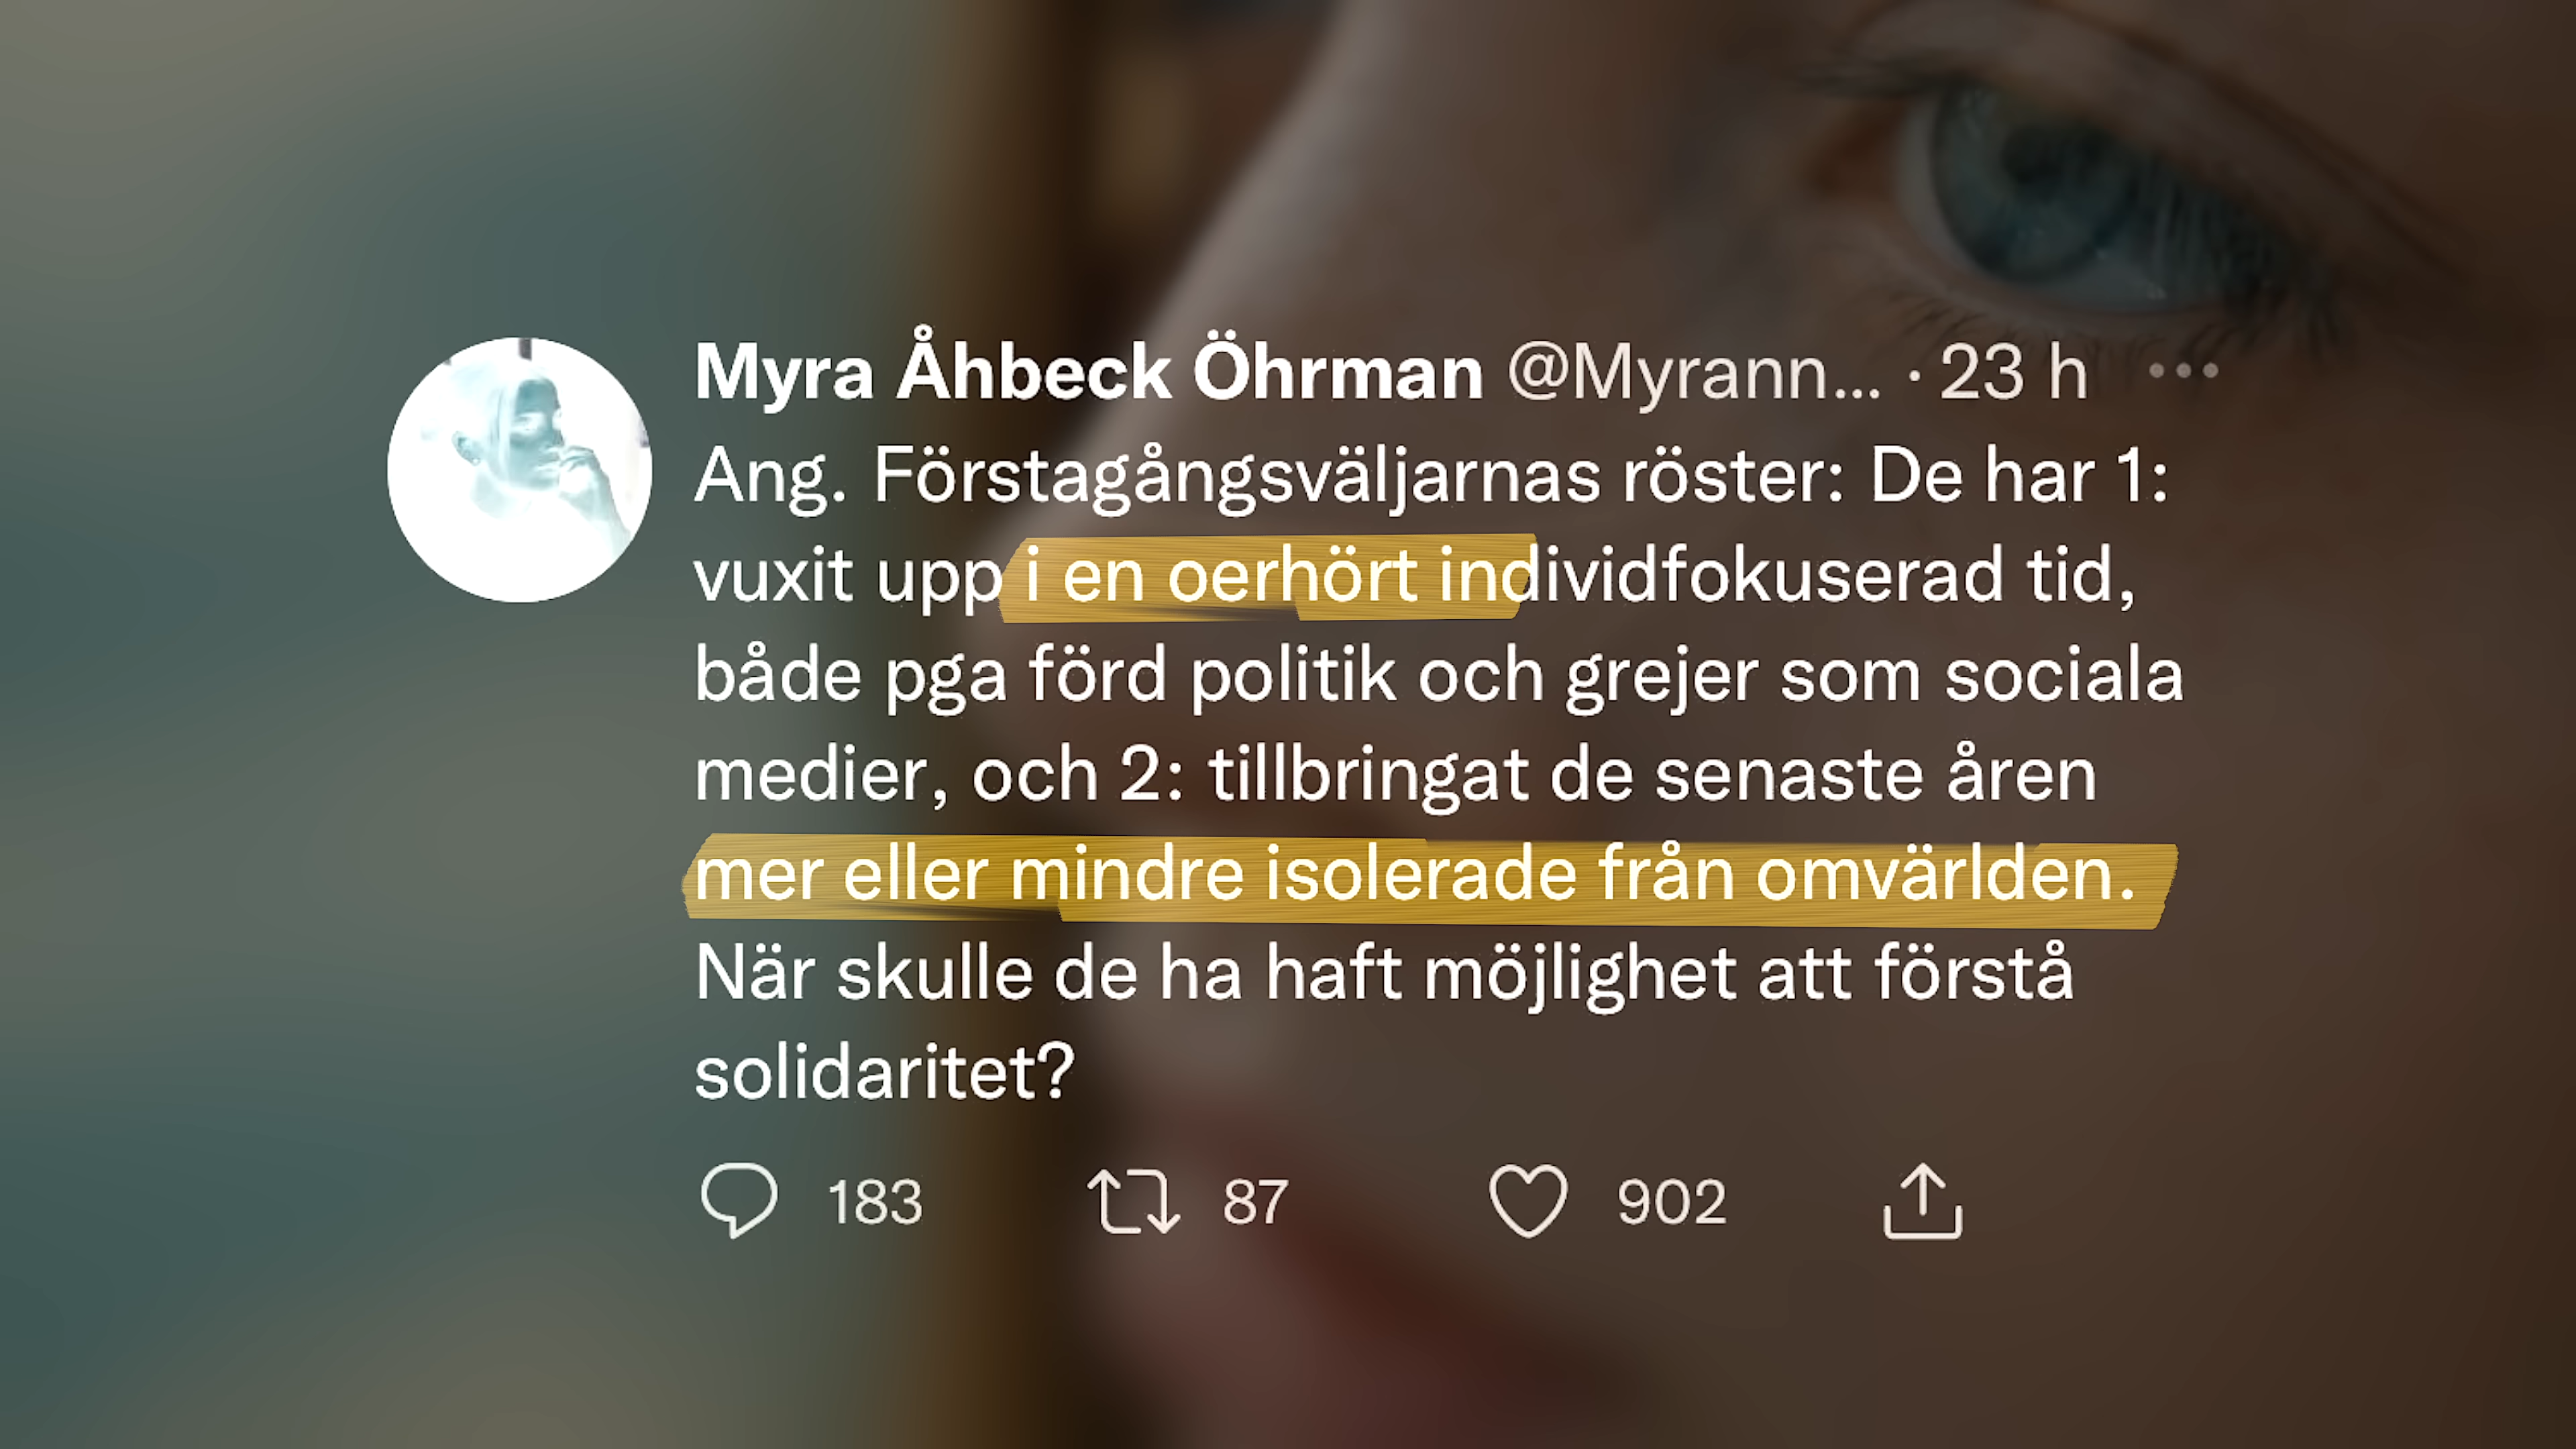 Myra Åhbeck Öhrman @Myrann... · 23 h ...
Ang. Förstagångsväljarnas röster: De har 1:
vuxit upp i en oerhört individfokuserad tid,
både pga förd politik och grejer som sociala
medier, och 2: tillbringat de senaste åren
mer eller mindre isolerade från omvärlden.
När skulle de ha haft möjlighet att förstå
solidaritet?
183 87 902